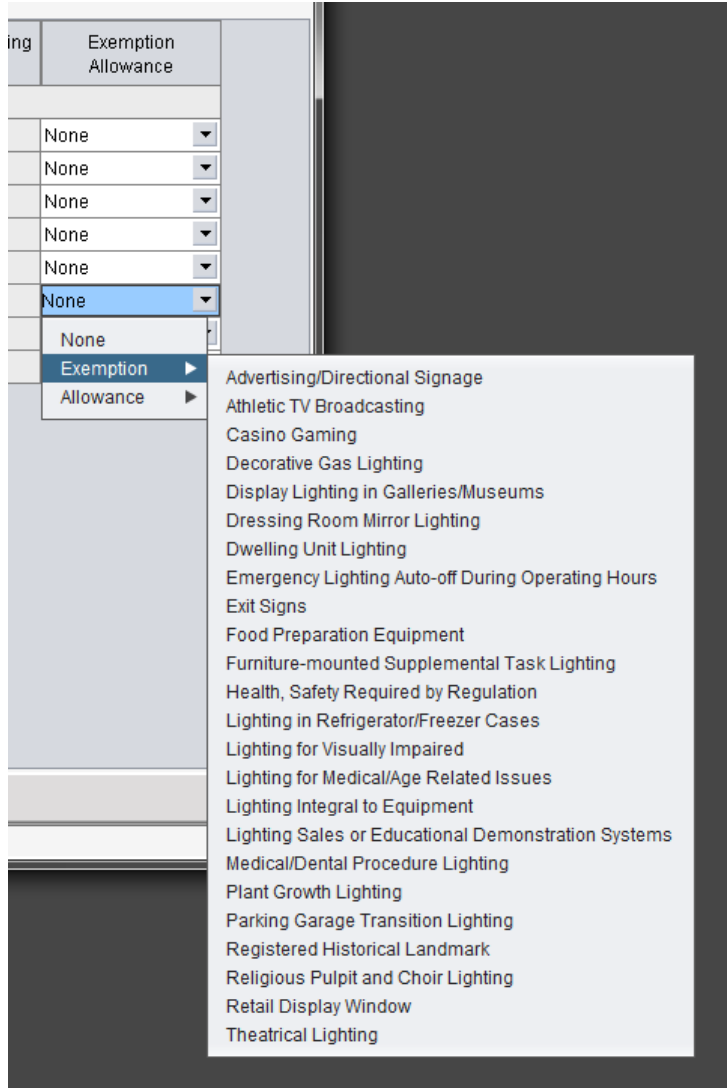 ing
Exemption
Allowance
None
None
None
None
None
None
None
Exemption
Allowance
Advertising/Directional Signage
Athletic TV Broadcasting
Casino Gaming
Decorative Gas Lighting
Display Lighting in Galleries/Museums
Dressing Room Mirror Lighting
Dwelling Unit Lighting
Emergency Lighting Auto-off During Operating Hours
Exit Signs
Food Preparation Equipment
Furniture-mounted Supplemental Task Lighting
Health, Safety Required by Regulation
Lighting in Refrigerator/Freezer Cases
Lighting for Visually Impaired
Lighting for Medical/Age Related Issues
Lighting Integral to Equipment
Lighting Sales or Educational Demonstration Systems
Medical/Dental Procedure Lighting
Plant Growth Lighting
Parking Garage Transition Lighting
Registered Historical Landmark
Religious Pulpit and Choir Lighting
Retail Display Window
Theatrical Lighting